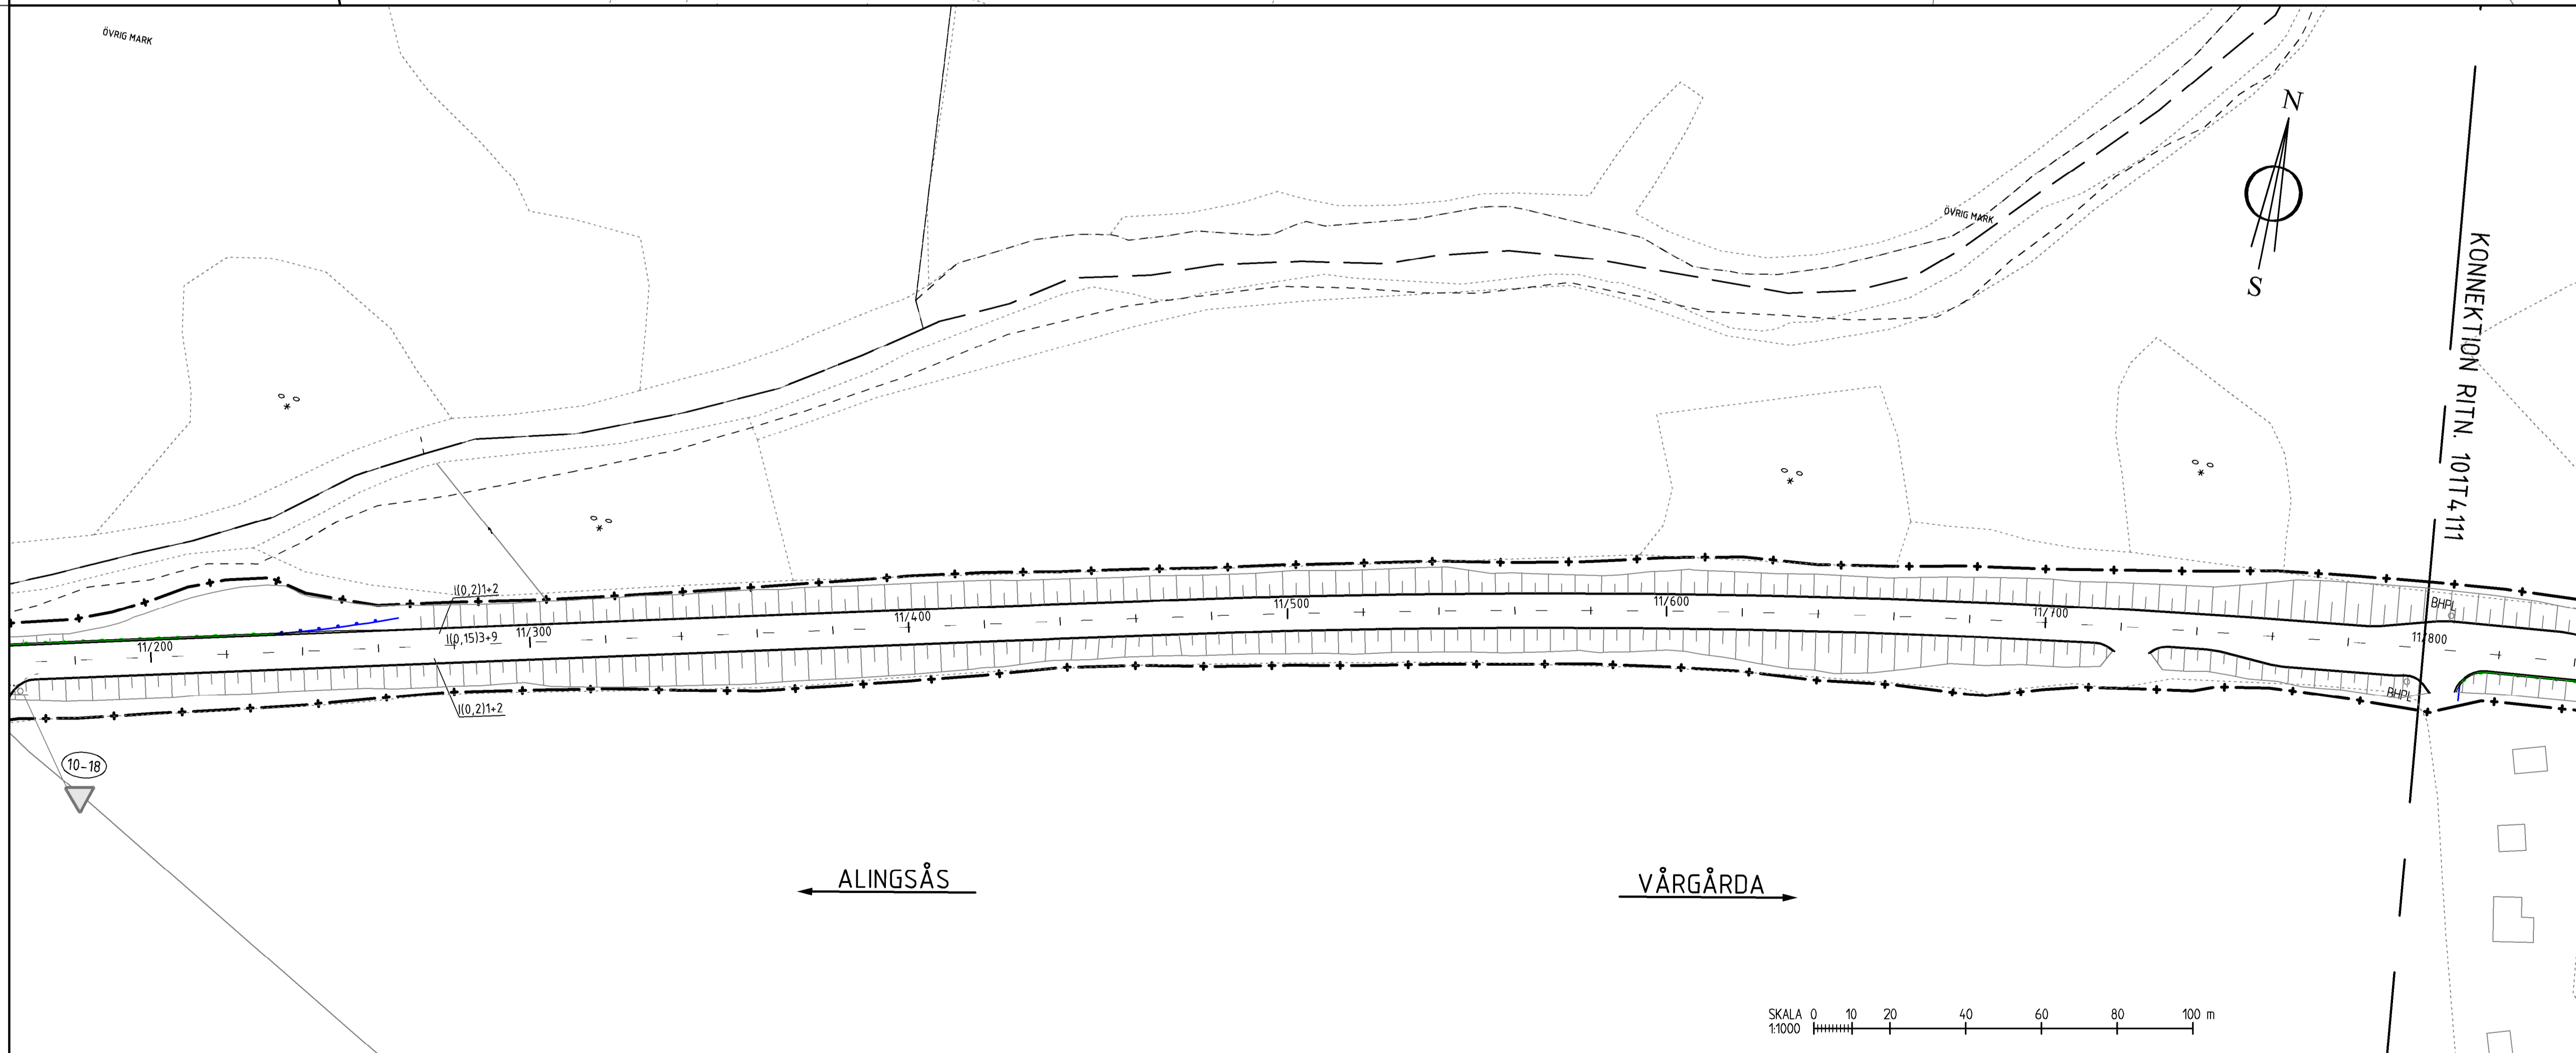 ÖVRIG MARK
N
ÖVRIG MARK
S
KONNEKTION RITN. 101T4111
I(0,2)1+2
I(0,15)3+9
11/200
11/300
11/400
11/500
11/600
11/700
11/800
BHPL
BHPL
I(0,2)1+2
10-18
ALINGSÅS
VÅRGÅRDA
SKALA 0 10 20 40 60 80 100 m
1:1000